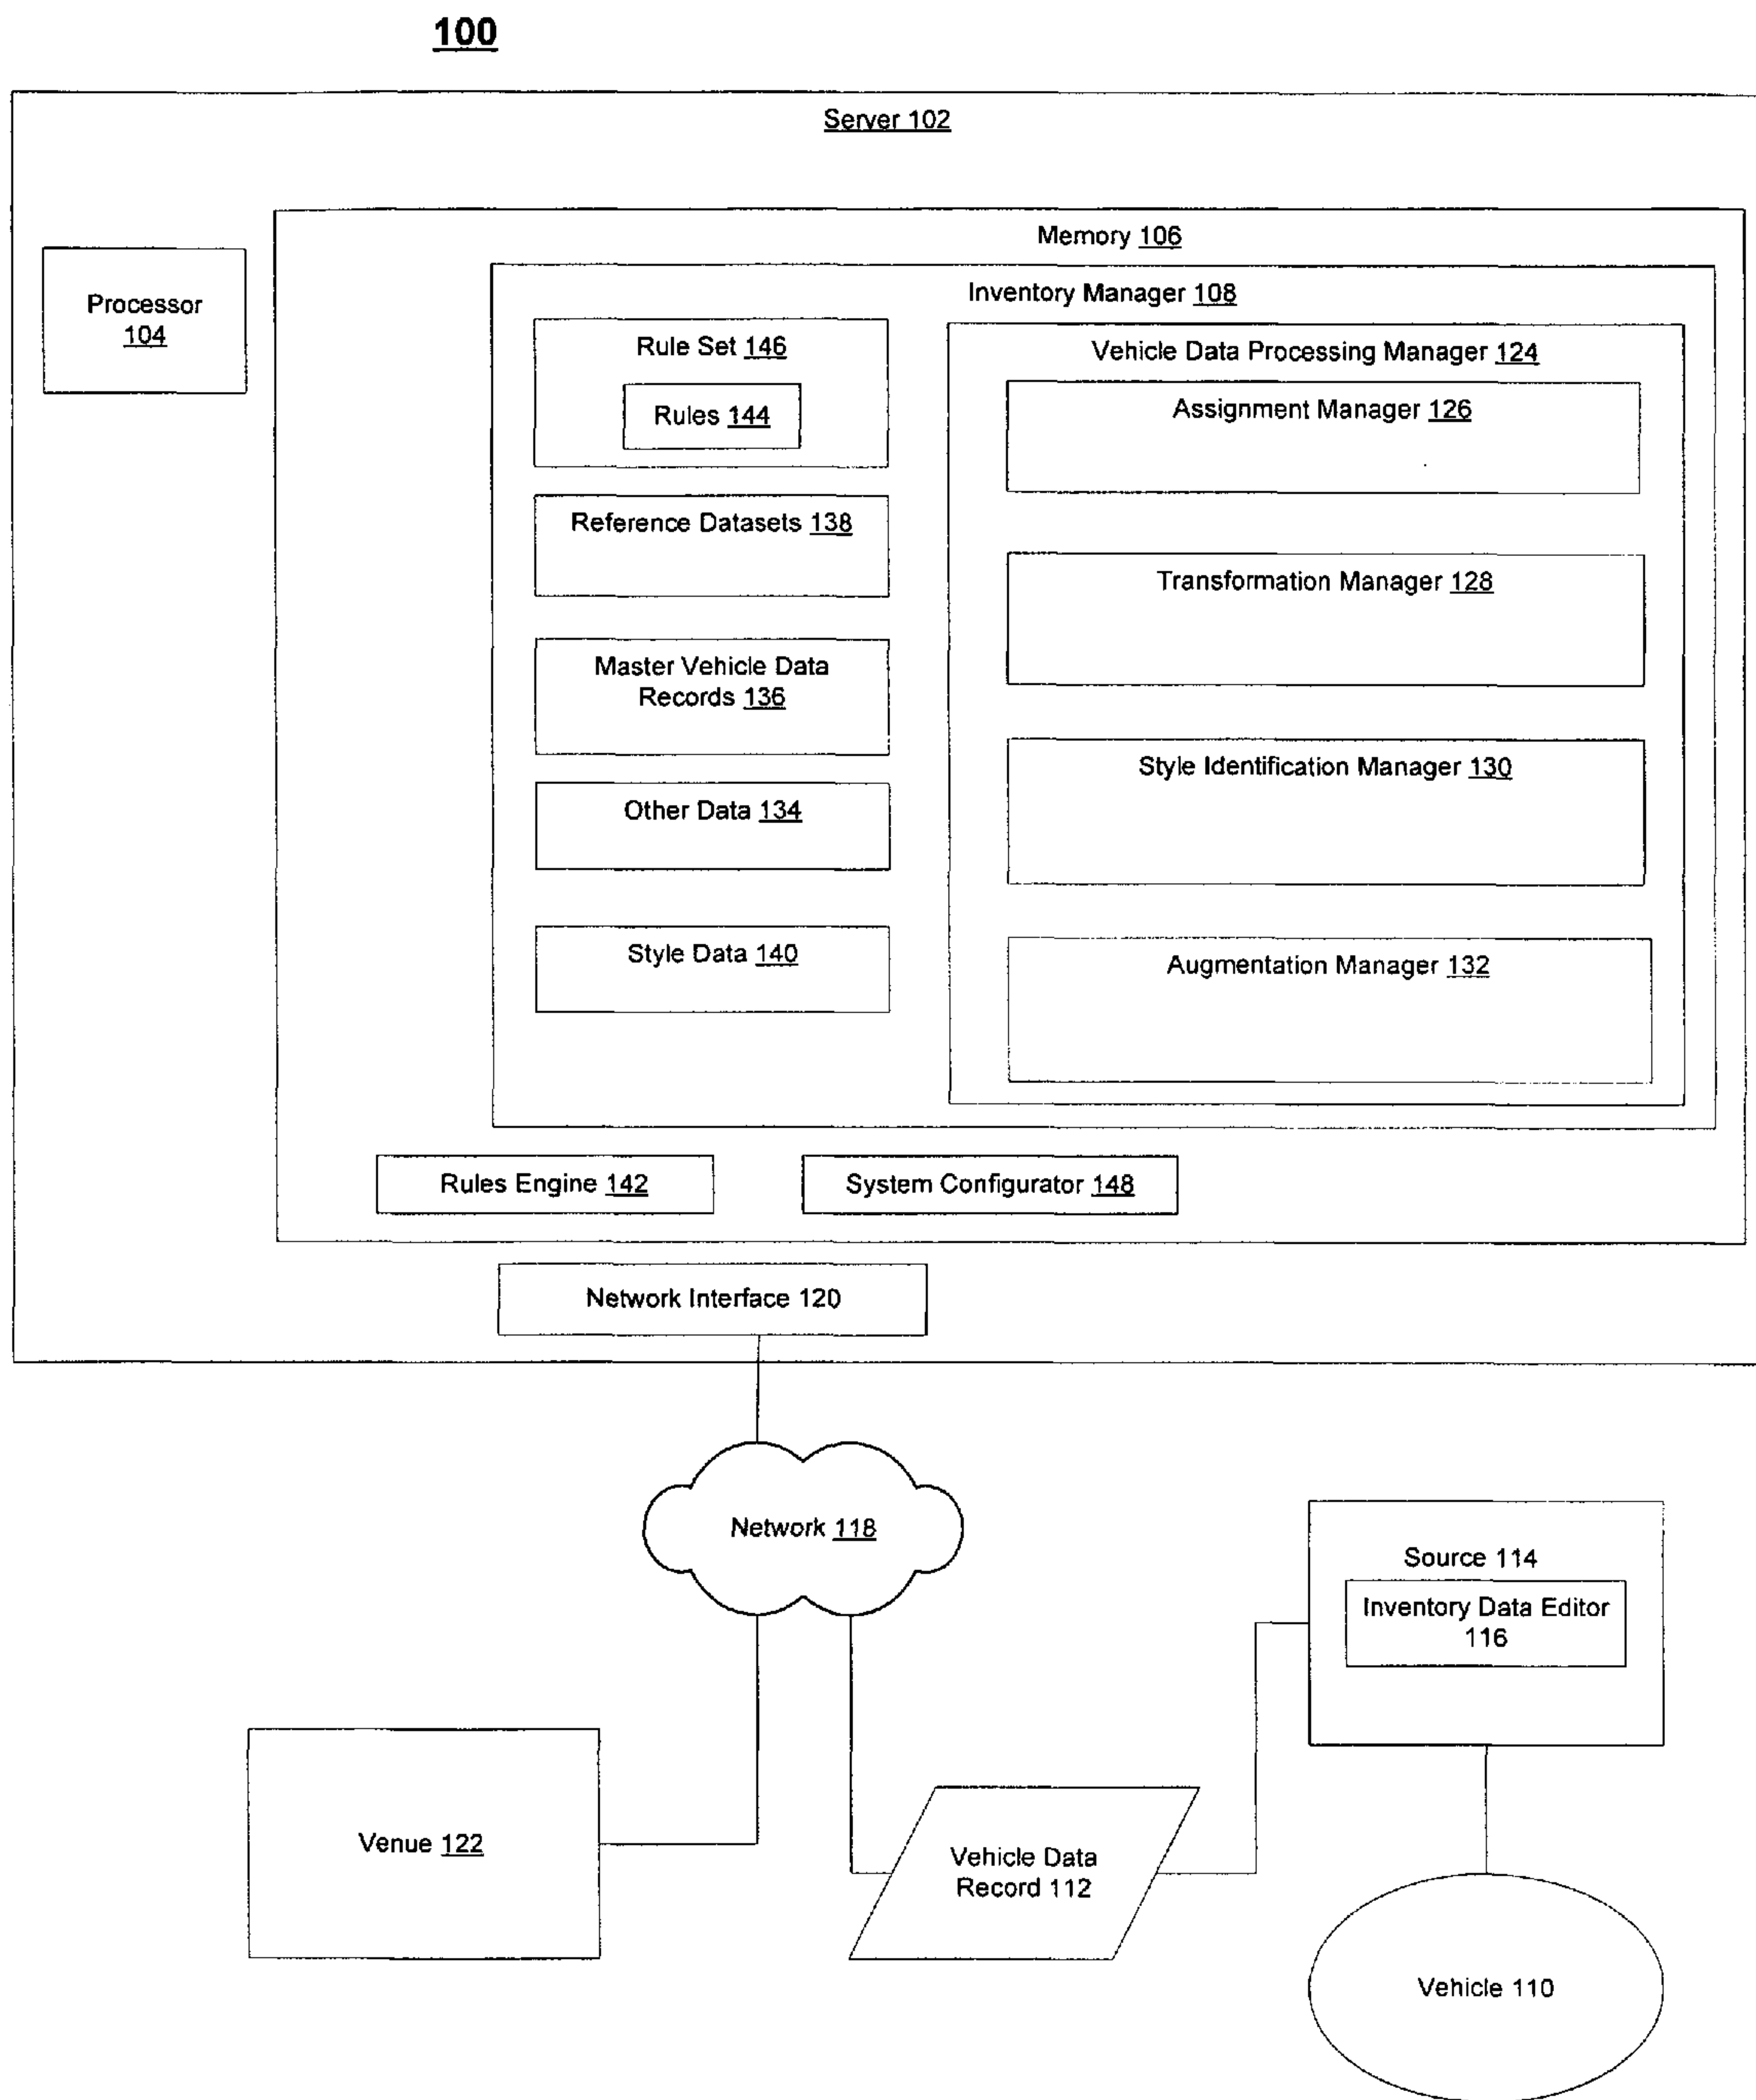 100
Server 102
Memory 106
Processor
104
Inventory Manager 108
Rule Set 146
Rules 144
Reference Datasets 138
Master Vehicle Data
Records 136
Other Data 134
Style Data 140
Vehicle Data Processing Manager 124
Assignment Manager 126
Transformation Manager 128
Style Identification Manager 130
Augmentation Manager 132
Rules Engine 142
System Configurator 148
Network Interface 120
Network 118
Source 114
Inventory Data Editor
116
Venue 122
Vehicle Data
Record 112
Vehicle 110